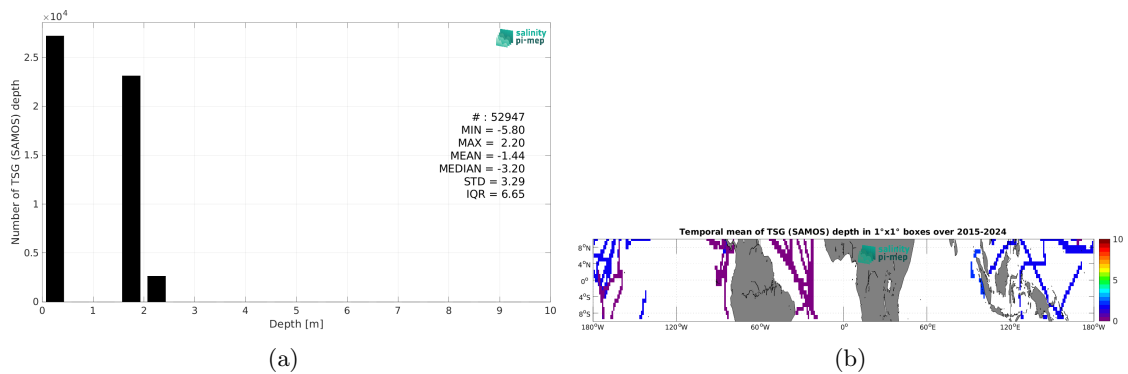 ×10⁴
salinity
pi-mep
2.5
2
1.5
1
0.5
0
Number of TSG (SAMOS) depth
# : 52947
MIN = -5.80
MAX = 2.20
MEAN = -1.44
MEDIAN = -3.20
STD = 3.29
IQR = 6.65
0 1 2 3 4 5 6 7 8 9 10
Depth [m]
(a)
Temporal mean of TSG (SAMOS) depth in 1°x1° boxes over 2015-2024
salinity
pi-mep
8°N
4°N
0°
4°S
8°S
180°W 120°W 60°W 0° 60°E 120°E 180°W
10
5
0
(b)